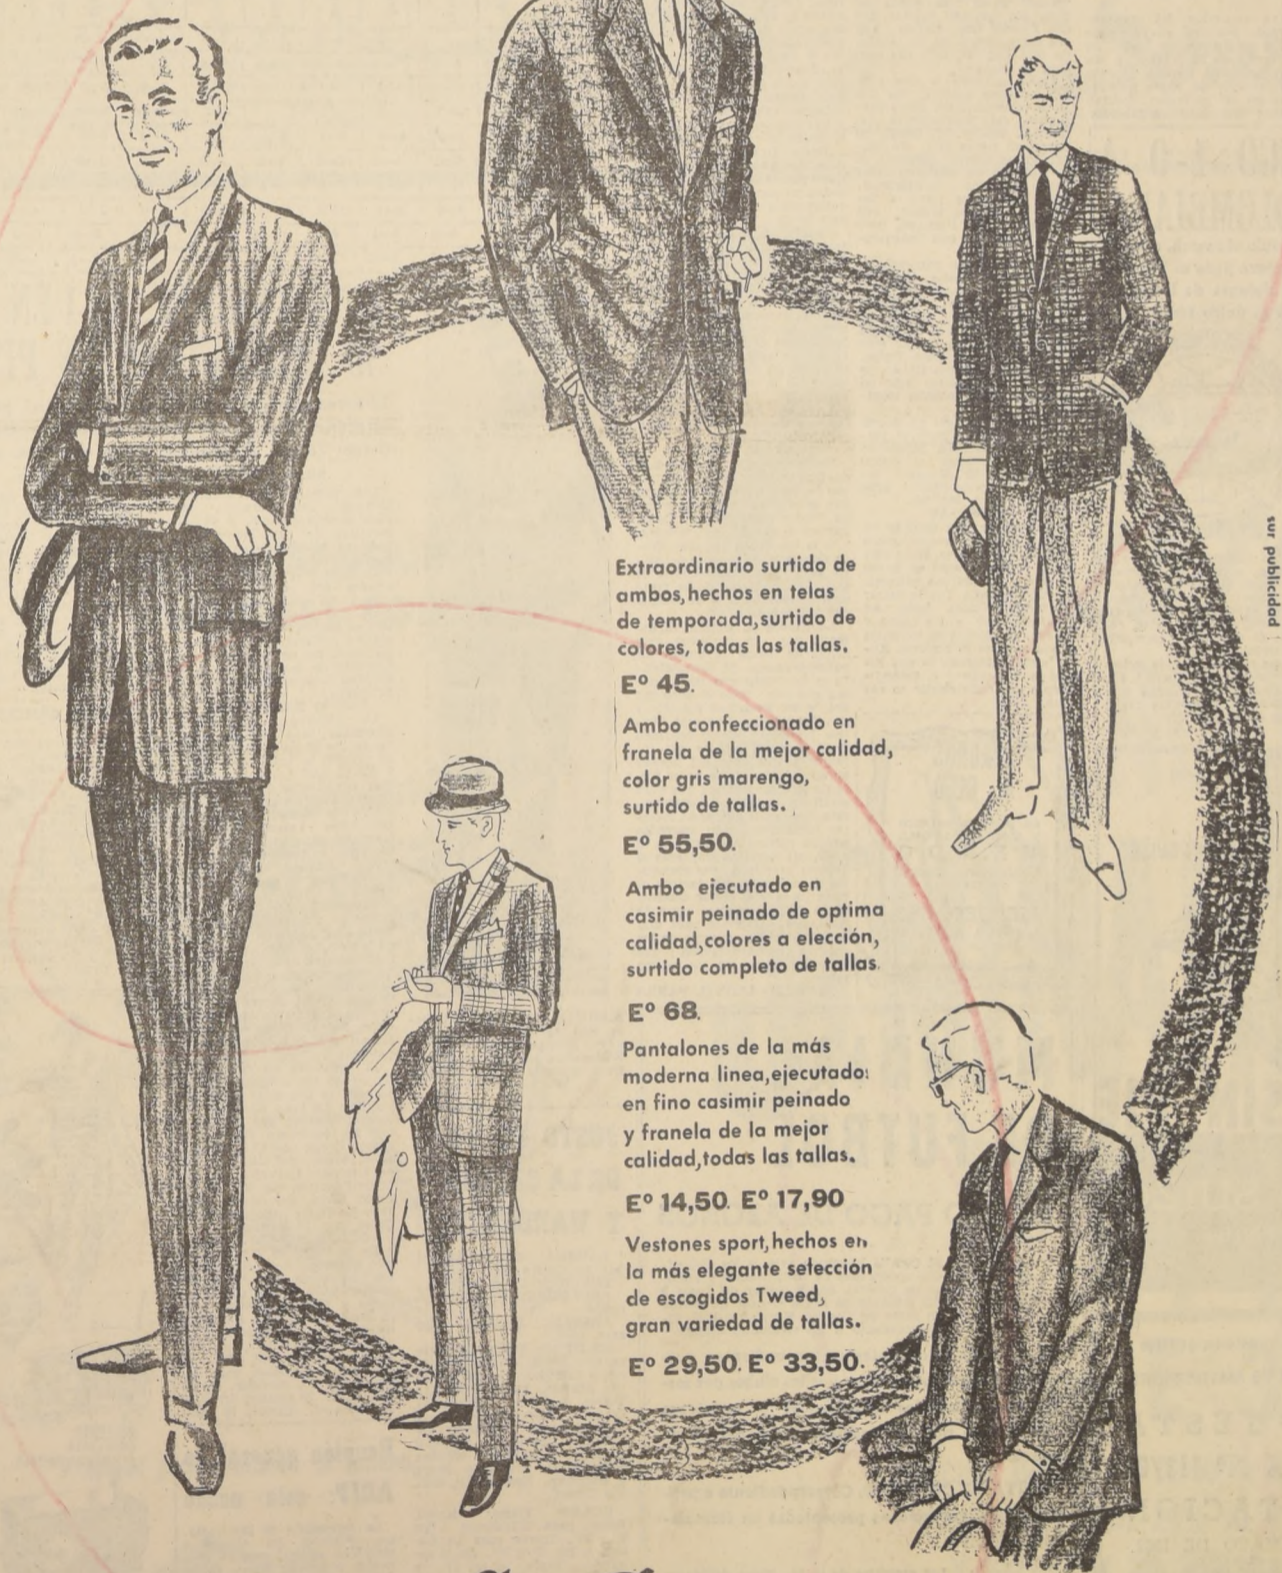 Extraordinario surtido de
ambos, hechos en telas
de temporada, surtido de
colores, todas las tallas.
Eº 45.
Ambo confeccionado en
franela de la mejor calidad,
color gris marengo,
surtido de tallas.
Eº 55,50.
Ambo ejecutado en
casimir peinado de optima
calidad, colores a elección,
surtido completo de tallas.
Eº 68.
Pantalones de la más
moderna linea, ejecutado:
en fino casimir peinado
y franela de la mejor
calidad, todas las tallas.
Eº 14,50. Eº 17,90
Vestones sport, hechos en
la más elegante selección
de escogidos Tweed,
gran variedad de tallas.
Eº 29,50. Eº 33,50.
sur publicidad